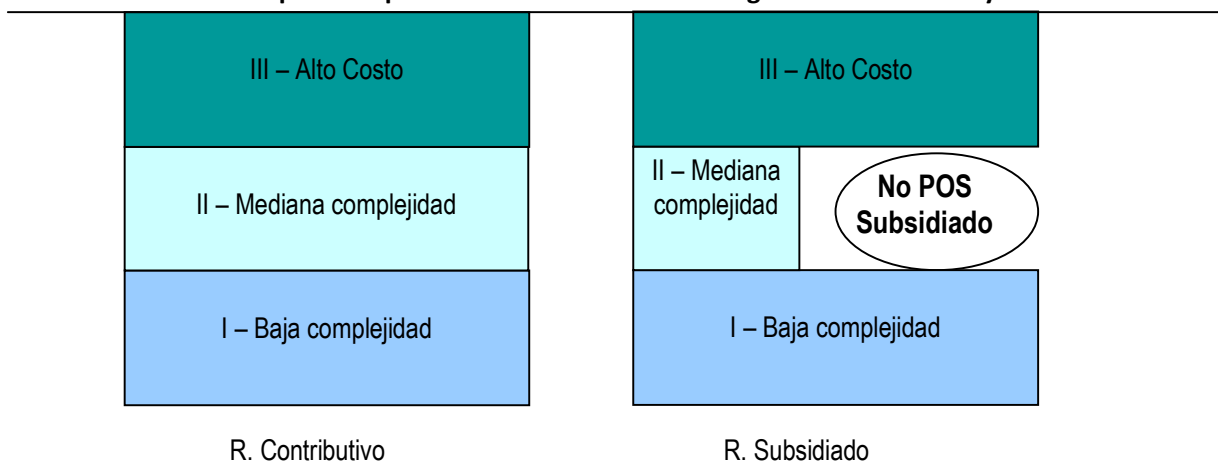 III – Alto Costo
III – Alto Costo
II – Mediana complejidad
II – Mediana
complejidad
No POS
Subsidiado
I – Baja complejidad
I – Baja complejidad
R. Contributivo
R. Subsidiado